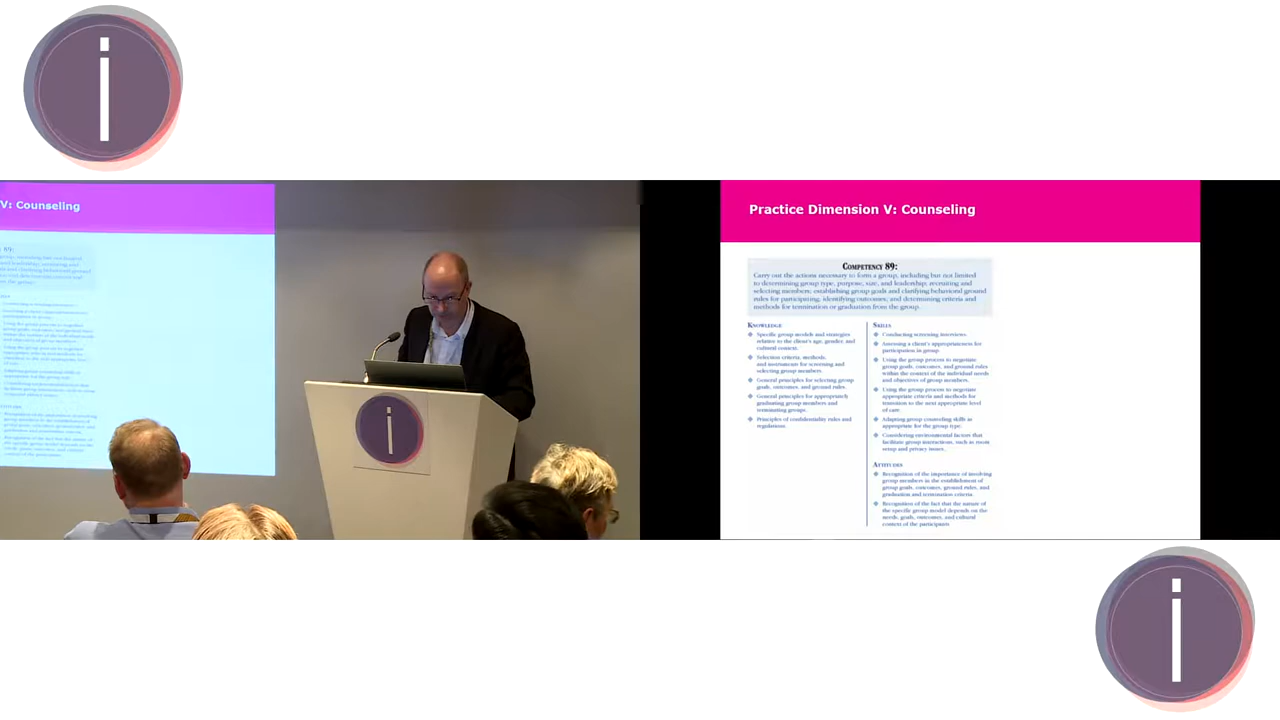 i
V: Counseling
i
Practice Dimension V: Counseling
COMPETENCY 89:
Carry out the actions necessary to form a group, including but not limited
to determining group type, purpose, size, and leadership; recruiting and
selecting members; establishing group goals and clarifying behavioral ground
rules for participating; identifying outcomes; and determining criteria and
methods for termination or graduation from the group.
KNOWLEDGE
Specific group models and strategies
relative to the client's age, gender, and
cultural context.
Selection criteria, methods,
and instruments for screening and
selecting group members
General principles for selecting group
goals, outcomes, and ground rules.
General principles for appropriately
graduating group members and
terminating groups.
Principles of confidentiality rules and
regulations.
SKILLS
Conducting screening interviews.
Assessing a client's appropriateness for
participation in group
Using the group process to negotiate
group goals, outcomes, and ground rules
within the context of the individual needs
and objectives of group members.
Using the group process to negotiate
appropriate criteria and methods for
transition to the next appropriate level
of care.
Adapting group counseling skills as
appropriate for the group type.
Considering environmental factors that
facilitate group interactions, such as room
setup and privacy issues.
ATTITUDES
Recognition of the importance of involving
group members in the establishment of
group goals, outcomes, ground rules, and
graduation and termination criteria.
Recognition of the fact that the nature of
the specific group model depends on the
needs, goals, outcomes, and cultural
context of the participants
i